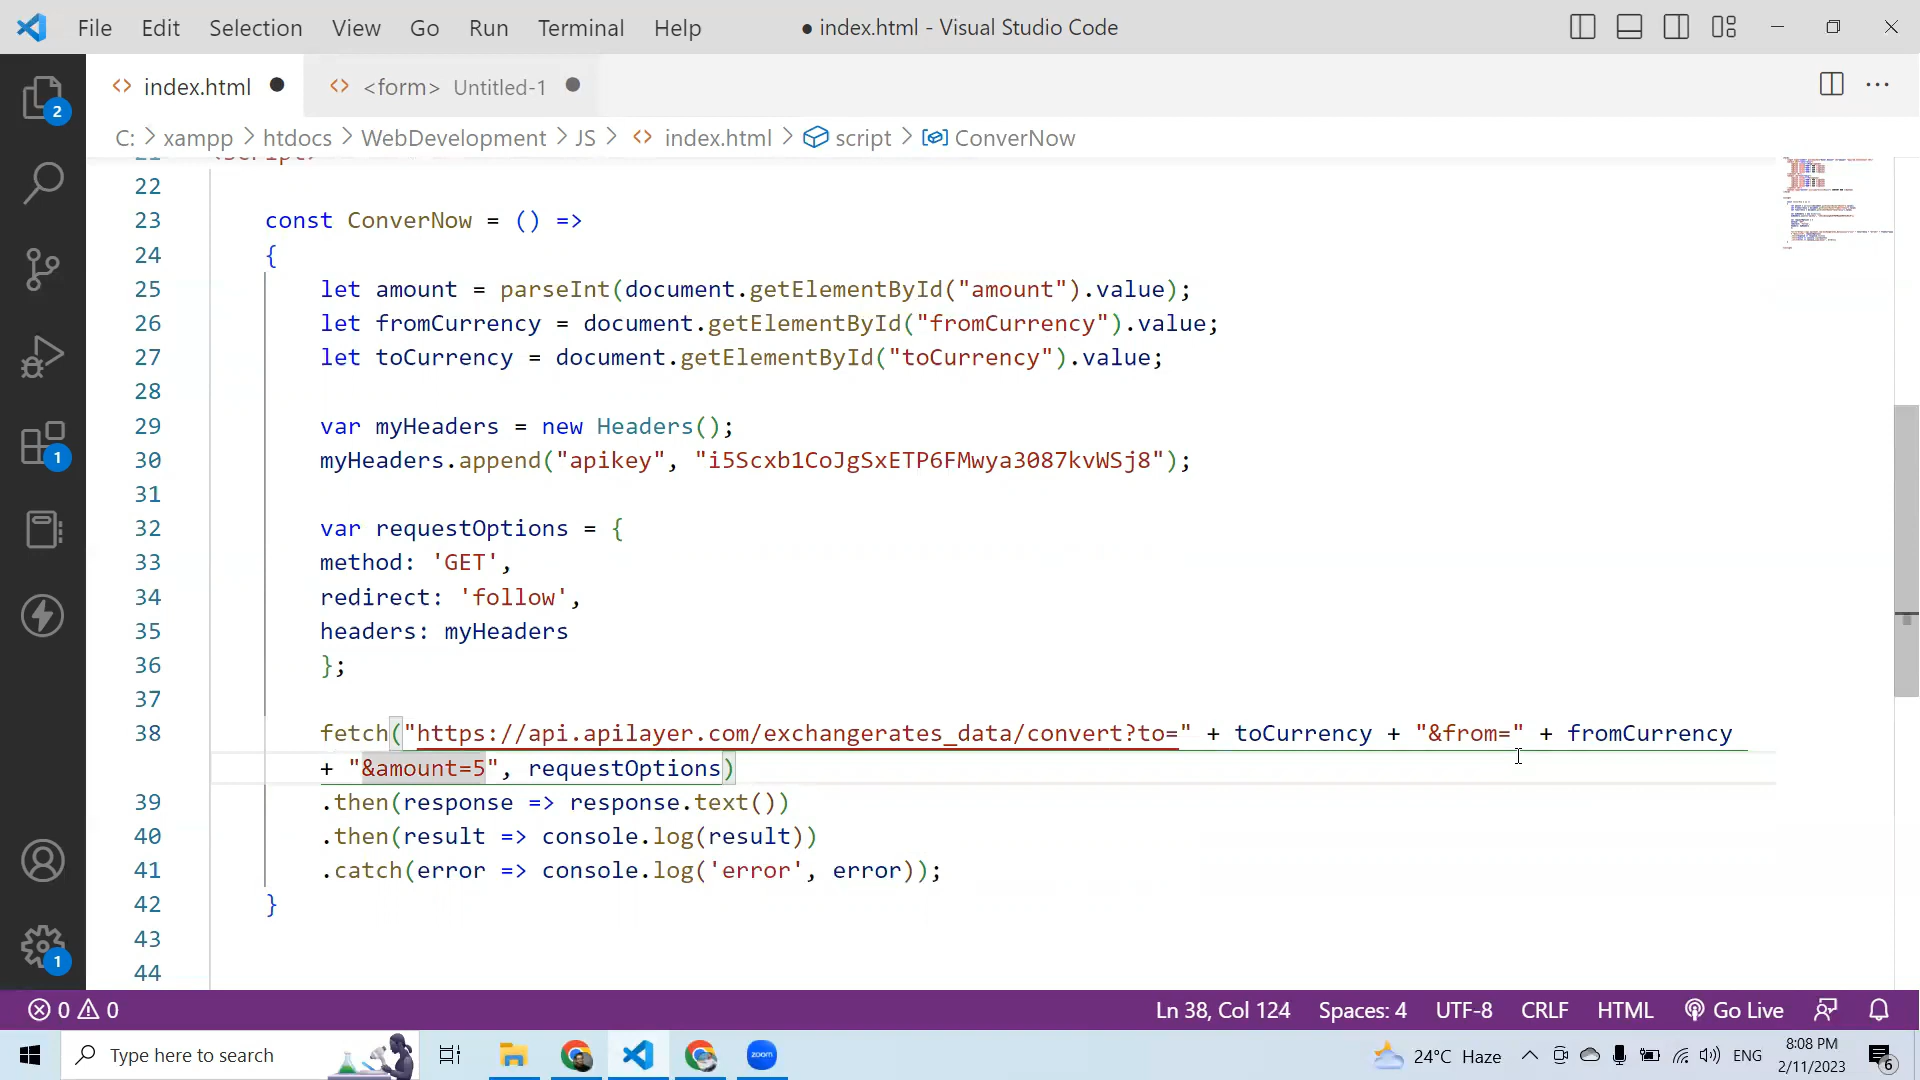 File Edit Selection View Go Run Terminal Help ● index.html - Visual Studio Code
<> index.html ● <> <form> Untitled-1 ●
C: > xampp > htdocs > WebDevelopment > JS > <> index.html > script > ConverNow
2
22
23 const ConverNow = () =>
24 {
25 let amount = parseInt(document.getElementById("amount").value);
26 let fromCurrency = document.getElementById("fromCurrency").value;
27 let toCurrency = document.getElementById("toCurrency").value;
28
29 var myHeaders = new Headers();
30 myHeaders.append("apikey", "i5Scxb1CoJgSxETP6FMwya3087kvWSj8");
1
31
32 var requestOptions = {
33 method: 'GET',
34 redirect: 'follow',
35 headers: myHeaders
36 };
37
38 fetch("https://api.apilayer.com/exchangerates_data/convert?to=" + toCurrency + "&from=" + fromCurrency
+ "&amount=5", requestOptions)
39 .then(response => response.text())
40 .then(result => console.log(result))
41 .catch(error => console.log('error', error));
42 }
43
1
44
0 0 Ln 38, Col 124 Spaces: 4 UTF-8 CRLF HTML Go Live
Type here to search zoom 24°C Haze ENG 8:08 PM
2/11/2023 6